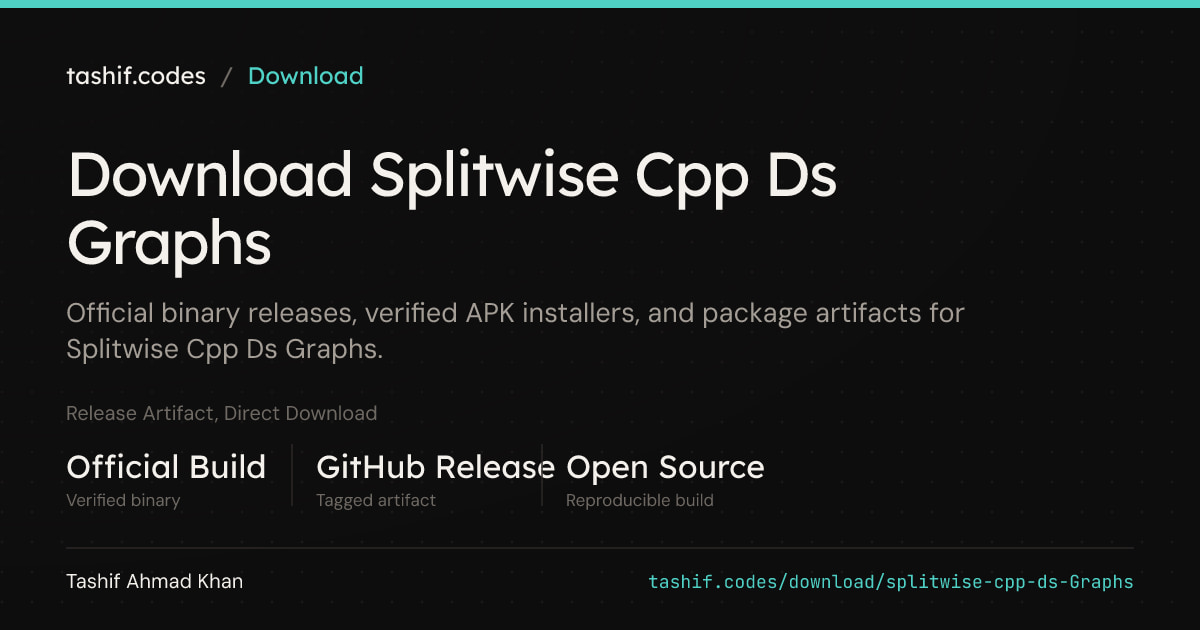 tashif.codes / Download
Download Splitwise Cpp Ds
Graphs
Official binary releases, verified APK installers, and package artifacts for
Splitwise Cpp Ds Graphs.
Release Artifact, Direct Download
Official Build GitHub Release Open Source
Verified binary Tagged artifact Reproducible build
Tashif Ahmad Khan tashif.codes/download/splitwise-cpp-ds-Graphs